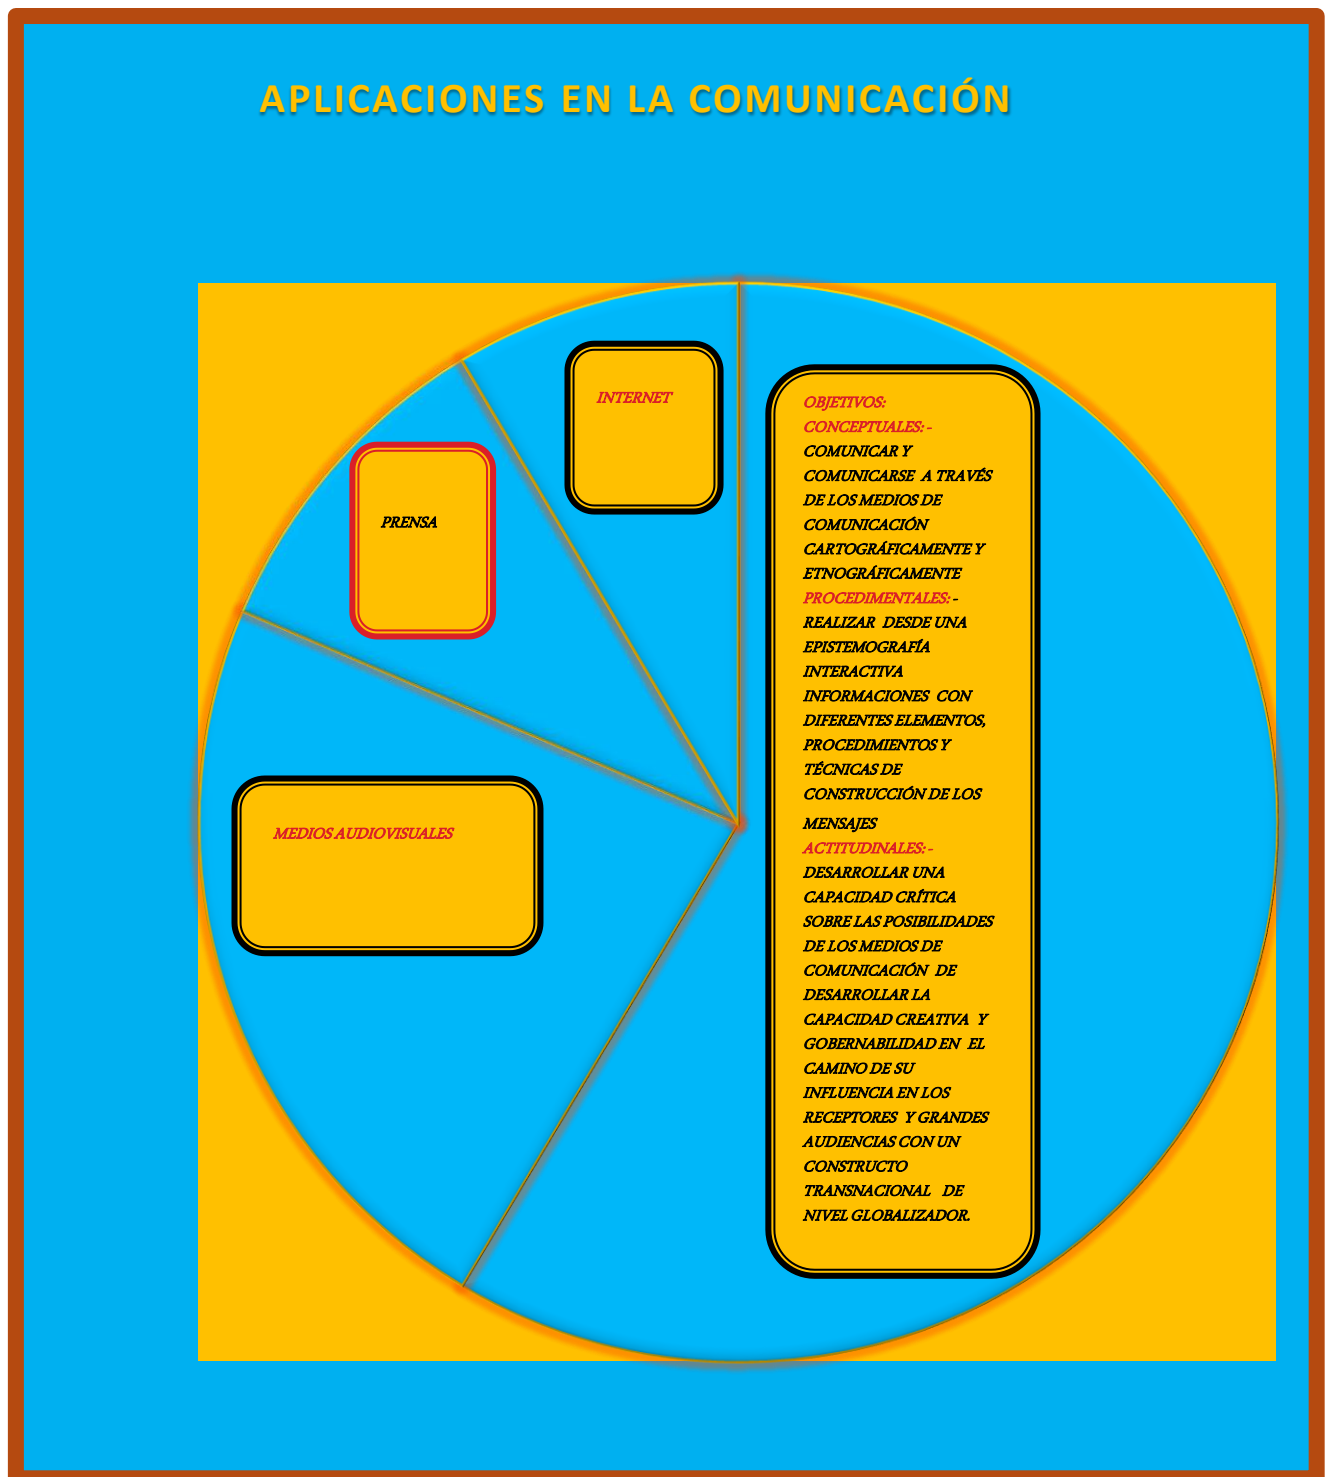 APLICACIONES EN LA COMUNICACIÓN
INTERNET
PRENSA
MEDIOS AUDIOVISUALES
OBJETIVOS:
CONCEPTUALES: -
COMUNICAR Y
COMUNICARSE A TRAVÉS
DE LOS MEDIOS DE
COMUNICACIÓN
CARTOGRÁFICAMENTE Y
ETNOGRÁFICAMENTE
PROCEDIMENTALES: -
REALIZAR DESDE UNA
EPISTEMOGRAFÍA
INTERACTIVA
INFORMACIONES CON
DIFERENTES ELEMENTOS,
PROCEDIMIENTOS Y
TÉCNICAS DE
CONSTRUCCIÓN DE LOS
MENSAJES
ACTITUDINALES: -
DESARROLLAR UNA
CAPACIDAD CRÍTICA
SOBRE LAS POSIBILIDADES
DE LOS MEDIOS DE
COMUNICACIÓN DE
DESARROLLAR LA
CAPACIDAD CREATIVA Y
GOBERNABILIDAD EN EL
CAMINO DE SU
INFLUENCIA EN LOS
RECEPTORES Y GRANDES
AUDIENCIAS CON UN
CONSTRUCTO
TRANSNACIONAL DE
NIVEL GLOBALIZADOR.